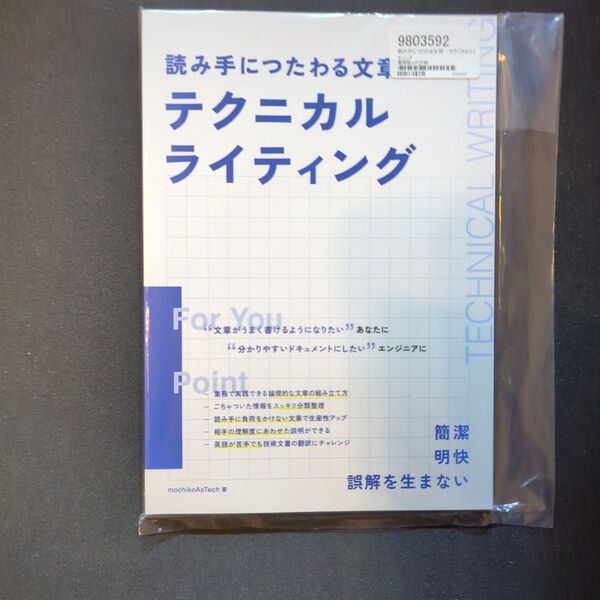 9803592
読み手につたわる文章
テクニカル
ライティング
TECHNICAL WRITING
For You
“文章がうまく書けるようになりたい”あなたに
“分かりやすいドキュメントにしたい”エンジニアに
Point
– 業務で実践できる論理的な文章の組み立て方
– ごちゃついた情報をスッキリ分類整理
– 読み手に負荷をかけない文章で生産性アップ
– 相手の理解度にあわせた説明ができる
– 英語が苦手でも技術文書の翻訳にチャレンジ
簡潔
明快
誤解を生まない
mochikoAsTech 著